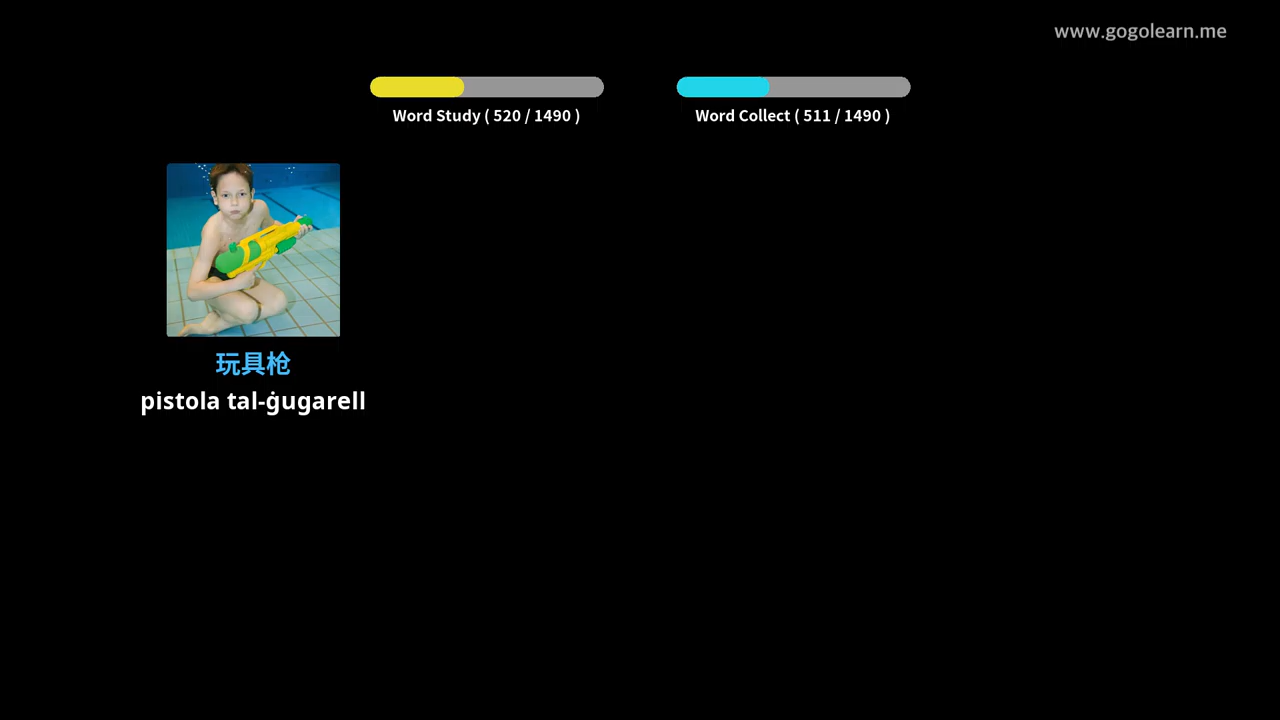 www.gogolearn.me
Word Study ( 520 / 1490 )
Word Collect ( 511 / 1490 )
玩具枪
pistola tal-ġugarell